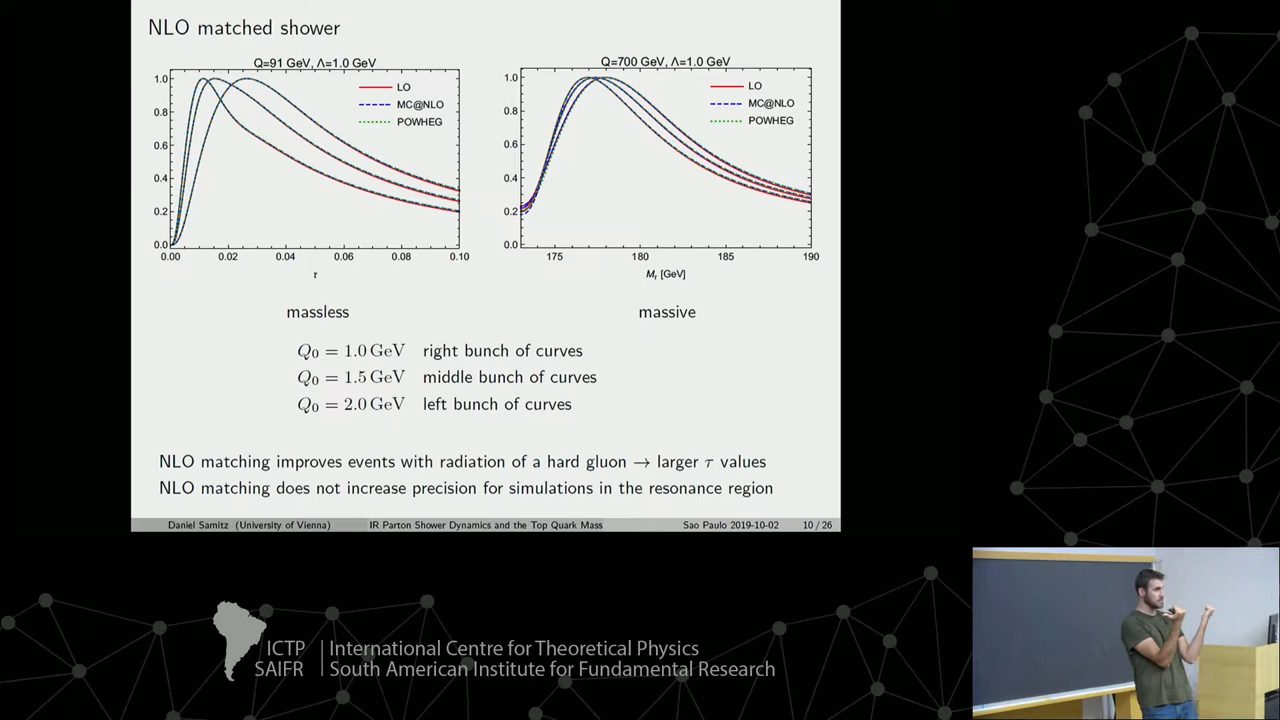 NLO matched shower
Q=91 GeV, Λ=1.0 GeV
1.0
0.8
0.6
0.4
0.2
0.0
0.00 0.02 0.04 0.06 0.08 0.10
τ
LO
MC@NLO
POWHEG
massless
Q=700 GeV, Λ=1.0 GeV
1.0
0.8
0.6
0.4
0.2
0.0
175 180 185 190
Mτ [GeV]
LO
MC@NLO
POWHEG
massive
Q₀ = 1.0 GeV right bunch of curves
Q₀ = 1.5 GeV middle bunch of curves
Q₀ = 2.0 GeV left bunch of curves
NLO matching improves events with radiation of a hard gluon → larger τ values
NLO matching does not increase precision for simulations in the resonance region
Daniel Samitz (University of Vienna) IR Parton Shower Dynamics and the Top Quark Mass Sao Paulo 2019-10-02 10 / 26
ICTP | International Centre for Theoretical Physics
SAIFR | South American Institute for Fundamental Research